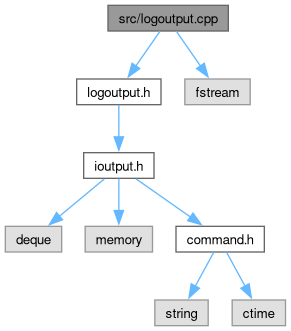 src/logoutput.cpp
logoutput.h
fstream
ioutput.h
deque
memory
command.h
string
ctime